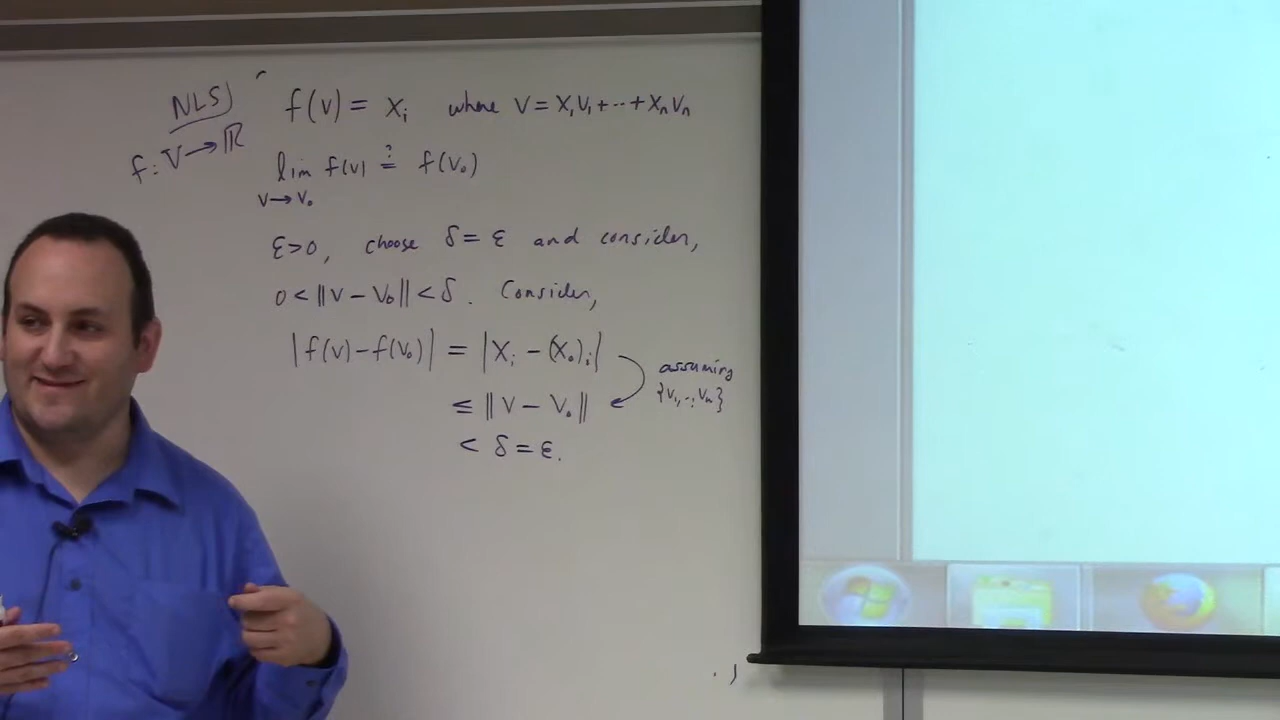 NLS)
f: V → ℝ
f(v) = xᵢ where v = x₁v₁ + ⋯ + xₙvₙ
lim f(v) ≟ f(v₀)
v → v₀
ε > 0, choose δ = ε and consider,
0 < ‖v − v₀‖ < δ. Consider,
|f(v) − f(v₀)| = |xᵢ − (x₀)ᵢ|
assuming
{v₁, .., vₙ}
≤ ‖v − v₀‖
< δ = ε.